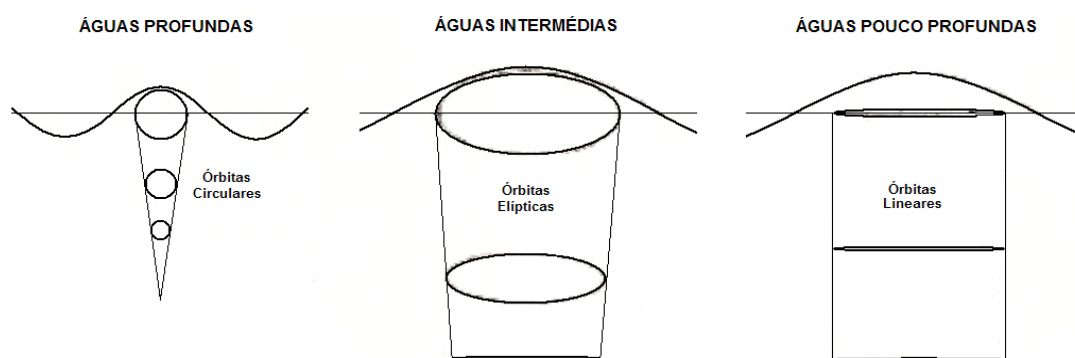 ÁGUAS PROFUNDAS
ÁGUAS INTERMÉDIAS
ÁGUAS POUCO PROFUNDAS
Órbitas
Circulares
Órbitas
Elípticas
Órbitas
Lineares